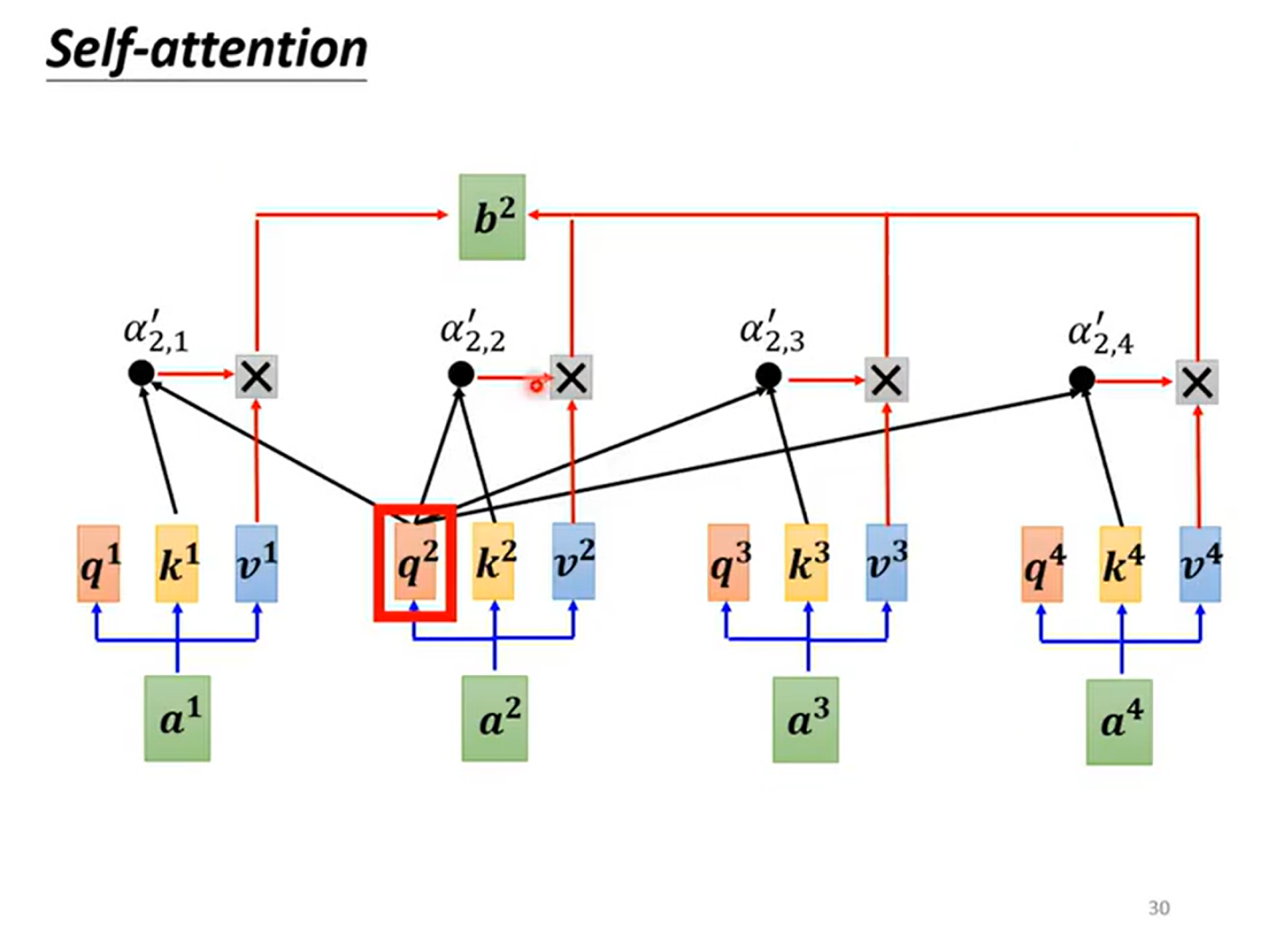 Self-attention
b²
α′₂,₁ α′₂,₂ α′₂,₃ α′₂,₄
q¹ k¹ v¹ q² k² v² q³ k³ v³ q⁴ k⁴ v⁴
a¹ a² a³ a⁴
30